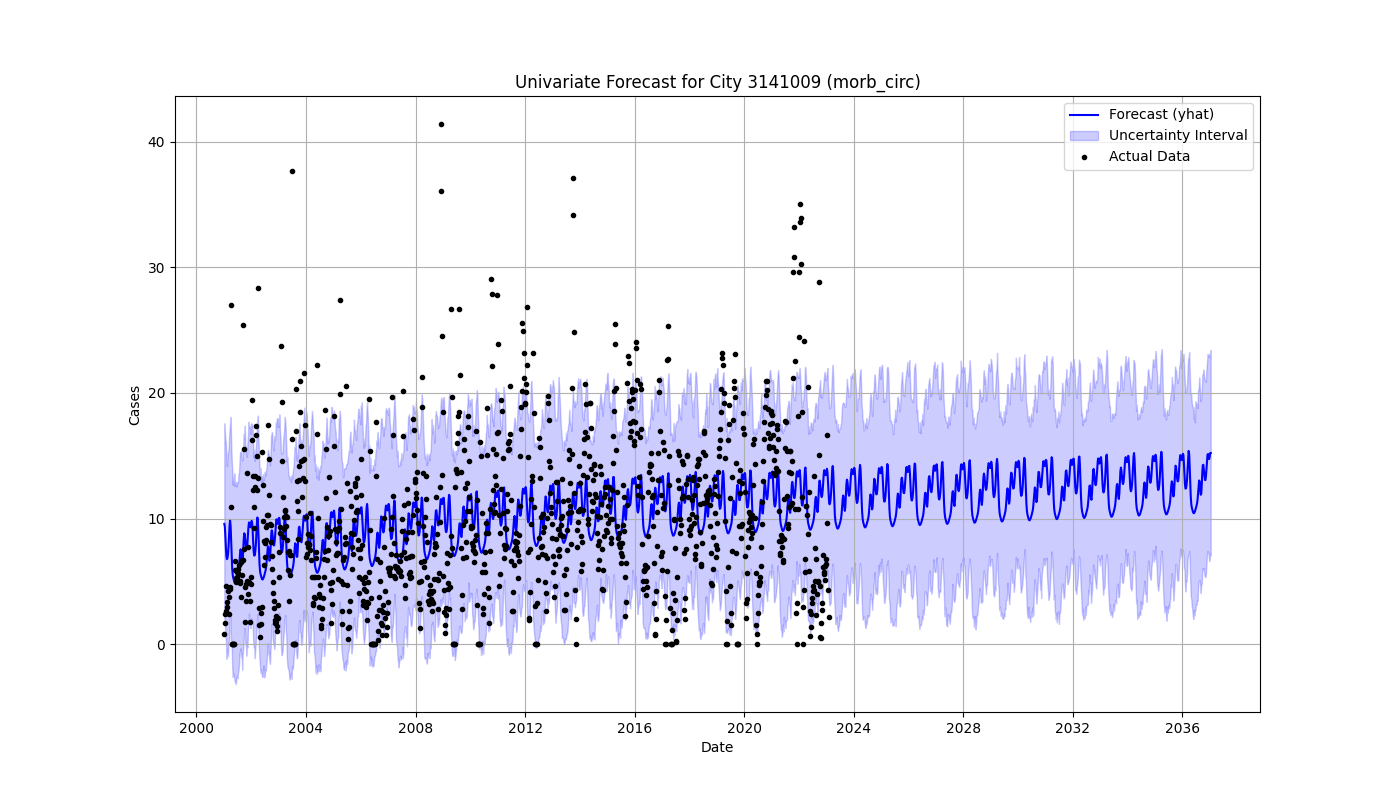 Univariate Forecast for City 3141009 (morb_circ)
Forecast (yhat)
Uncertainty Interval
Actual Data
Cases
40
30
20
10
0
2000 2004 2008 2012 2016 2020 2024 2028 2032 2036
Date